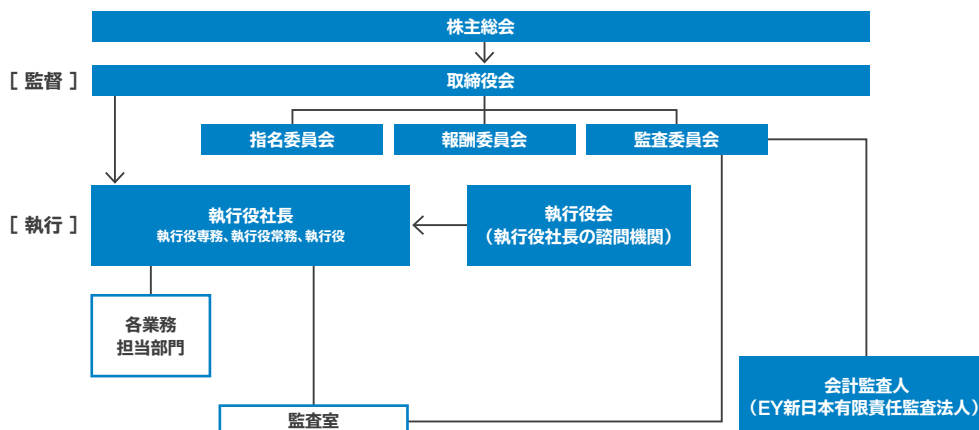 株主総会
[ 監督 ]
取締役会
指名委員会
報酬委員会
監査委員会
[ 執行 ]
執行役社長
執行役専務、執行役常務、執行役
執行役会
（執行役社長の諮問機関）
各業務
担当部門
会計監査人
（EY新日本有限責任監査法人）
監査室